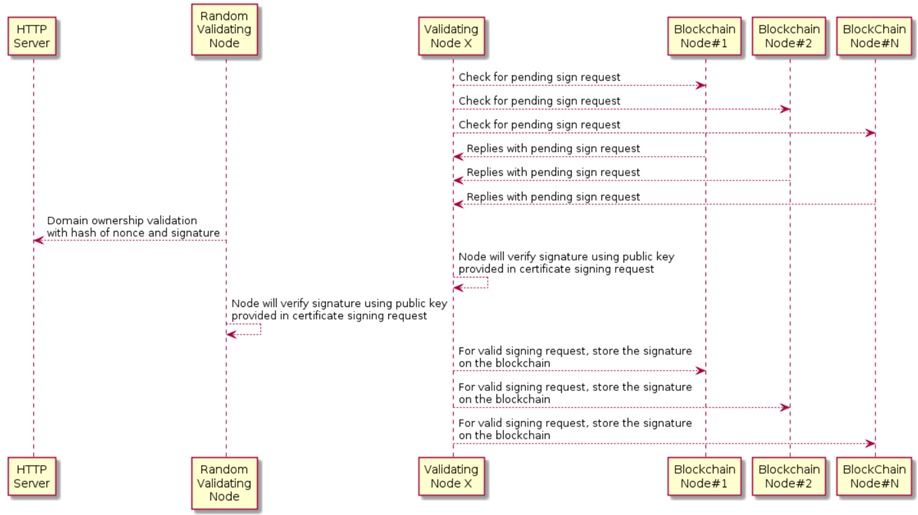 HTTP
Server
Random
Validating
Node
Validating
Node X
Blockchain
Node#1
Blockchain
Node#2
BlockChain
Node#N
Check for pending sign request
Check for pending sign request
Check for pending sign request
Replies with pending sign request
Replies with pending sign request
Replies with pending sign request
Domain ownership validation
with hash of nonce and signature
Node will verify signature using public key
provided in certificate signing request
Node will verify signature using public key
provided in certificate signing request
For valid signing request, store the signature
on the blockchain
For valid signing request, store the signature
on the blockchain
For valid signing request, store the signature
on the blockchain
HTTP
Server
Random
Validating
Node
Validating
Node X
Blockchain
Node#1
Blockchain
Node#2
BlockChain
Node#N